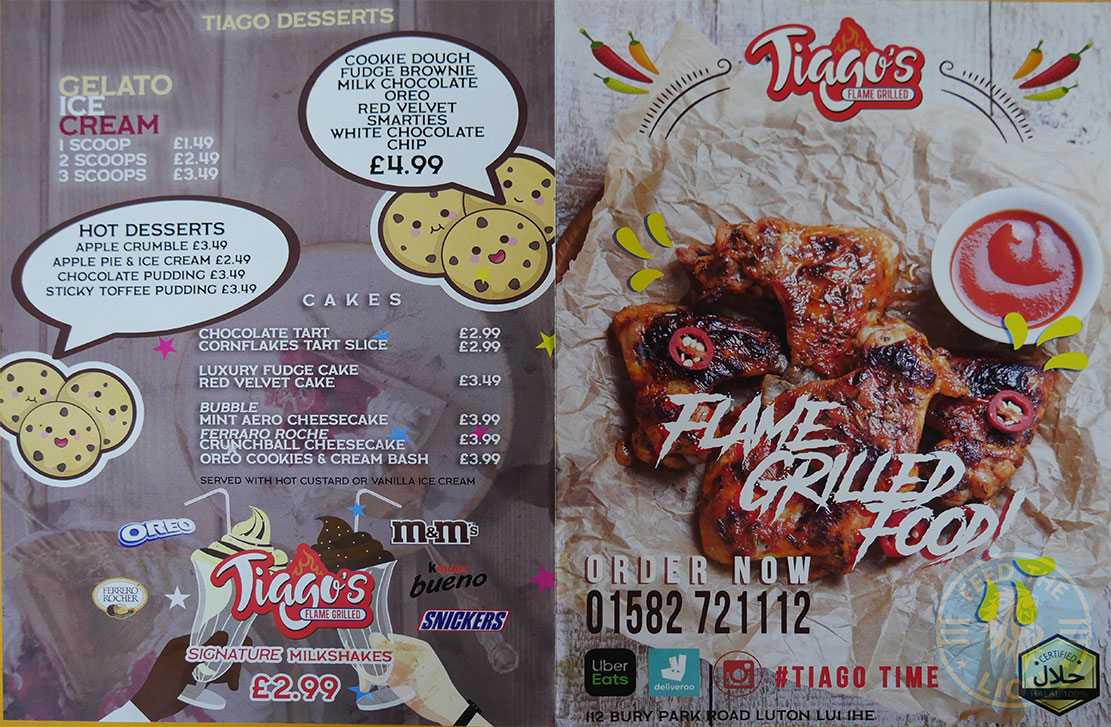 TIAGO DESSERTS
GELATO
ICE
CREAM
1 SCOOP £1.49
2 SCOOPS £2.49
3 SCOOPS £3.49
COOKIE DOUGH
FUDGE BROWNIE
MILK CHOCOLATE
OREO
RED VELVET
SMARTIES
WHITE CHOCOLATE
CHIP
£4.99
HOT DESSERTS
APPLE CRUMBLE £3.49
APPLE PIE & ICE CREAM £2.49
CHOCOLATE PUDDING £3.49
STICKY TOFFEE PUDDING £3.49
CAKES
CHOCOLATE TART £2.99
CORNFLAKES TART SLICE £2.99
LUXURY FUDGE CAKE
RED VELVET CAKE £3.49
BUBBLE
MINT AERO CHEESECAKE £3.99
FERRARO ROCHE
CRUNCHBALL CHEESECAKE £3.99
OREO COOKIES & CREAM BASH £3.99
SERVED WITH HOT CUSTARD OR VANILLA ICE CREAM
OREO
m&m's
FERRERO
ROCHER
kinder
bueno
SNICKERS
Tiago's
FLAME GRILLED
SIGNATURE MILKSHAKES
£2.99
Tiago's
FLAME GRILLED
FLAME
GRILLED
FOOD!
ORDER NOW
01582 721112
Uber
Eats
deliveroo
#TIAGO TIME
112 BURY PARK ROAD LUTON LU1 1HE
FEED THE
LION
CERTIFIED
حلال
HALAL 100%